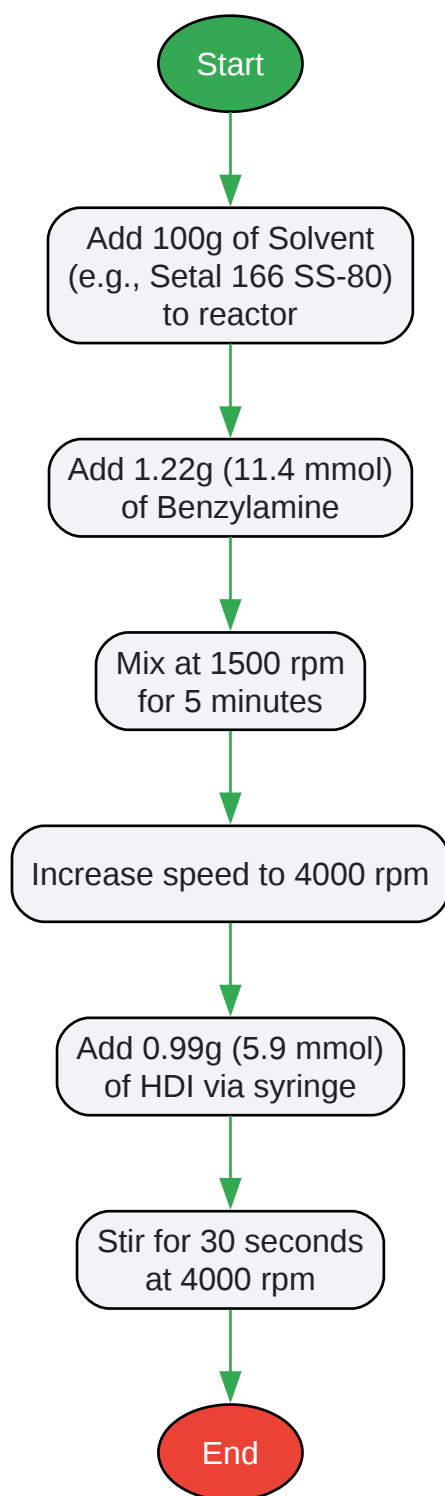 Start
Add 100g of Solvent
(e.g., Setal 166 SS-80)
to reactor
Add 1.22g (11.4 mmol)
of Benzylamine
Mix at 1500 rpm
for 5 minutes
Increase speed to 4000 rpm
Add 0.99g (5.9 mmol)
of HDI via syringe
Stir for 30 seconds
at 4000 rpm
End